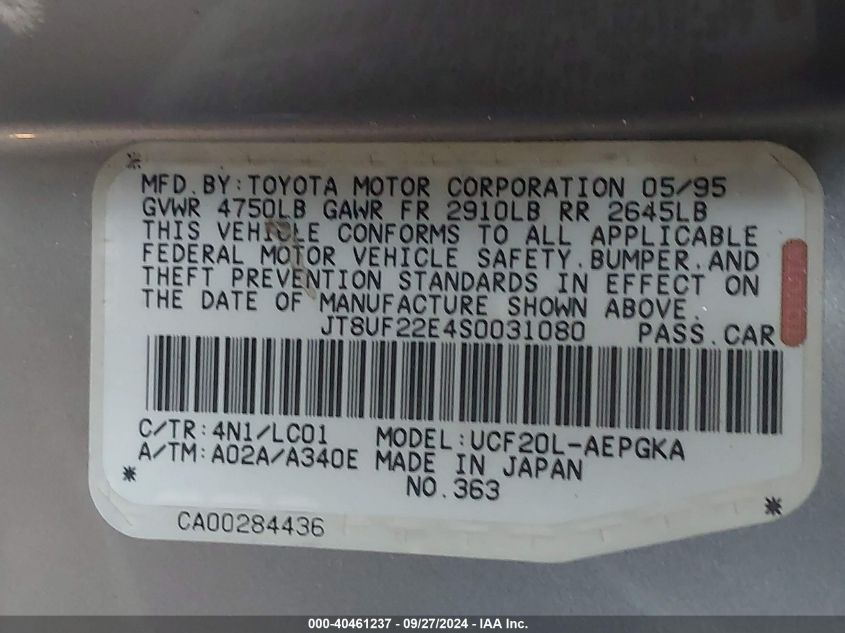 MFD. BY: TOYOTA MOTOR CORPORATION 05/95
GVWR 4750LB GAWR FR 2910LB RR 2645LB
THIS VEHICLE CONFORMS TO ALL APPLICABLE
FEDERAL MOTOR VEHICLE SAFETY, BUMPER, AND
THEFT PREVENTION STANDARDS IN EFFECT ON
THE DATE OF MANUFACTURE SHOWN ABOVE.
JT8UF22E4S0031080 PASS. CAR
C/TR: 4N1/LC01 MODEL: UCF20L-AEPGKA
A/TM: A02A/A340E MADE IN JAPAN
NO. 363
CA00284436
000-40461237 - 09/27/2024 - IAA Inc.